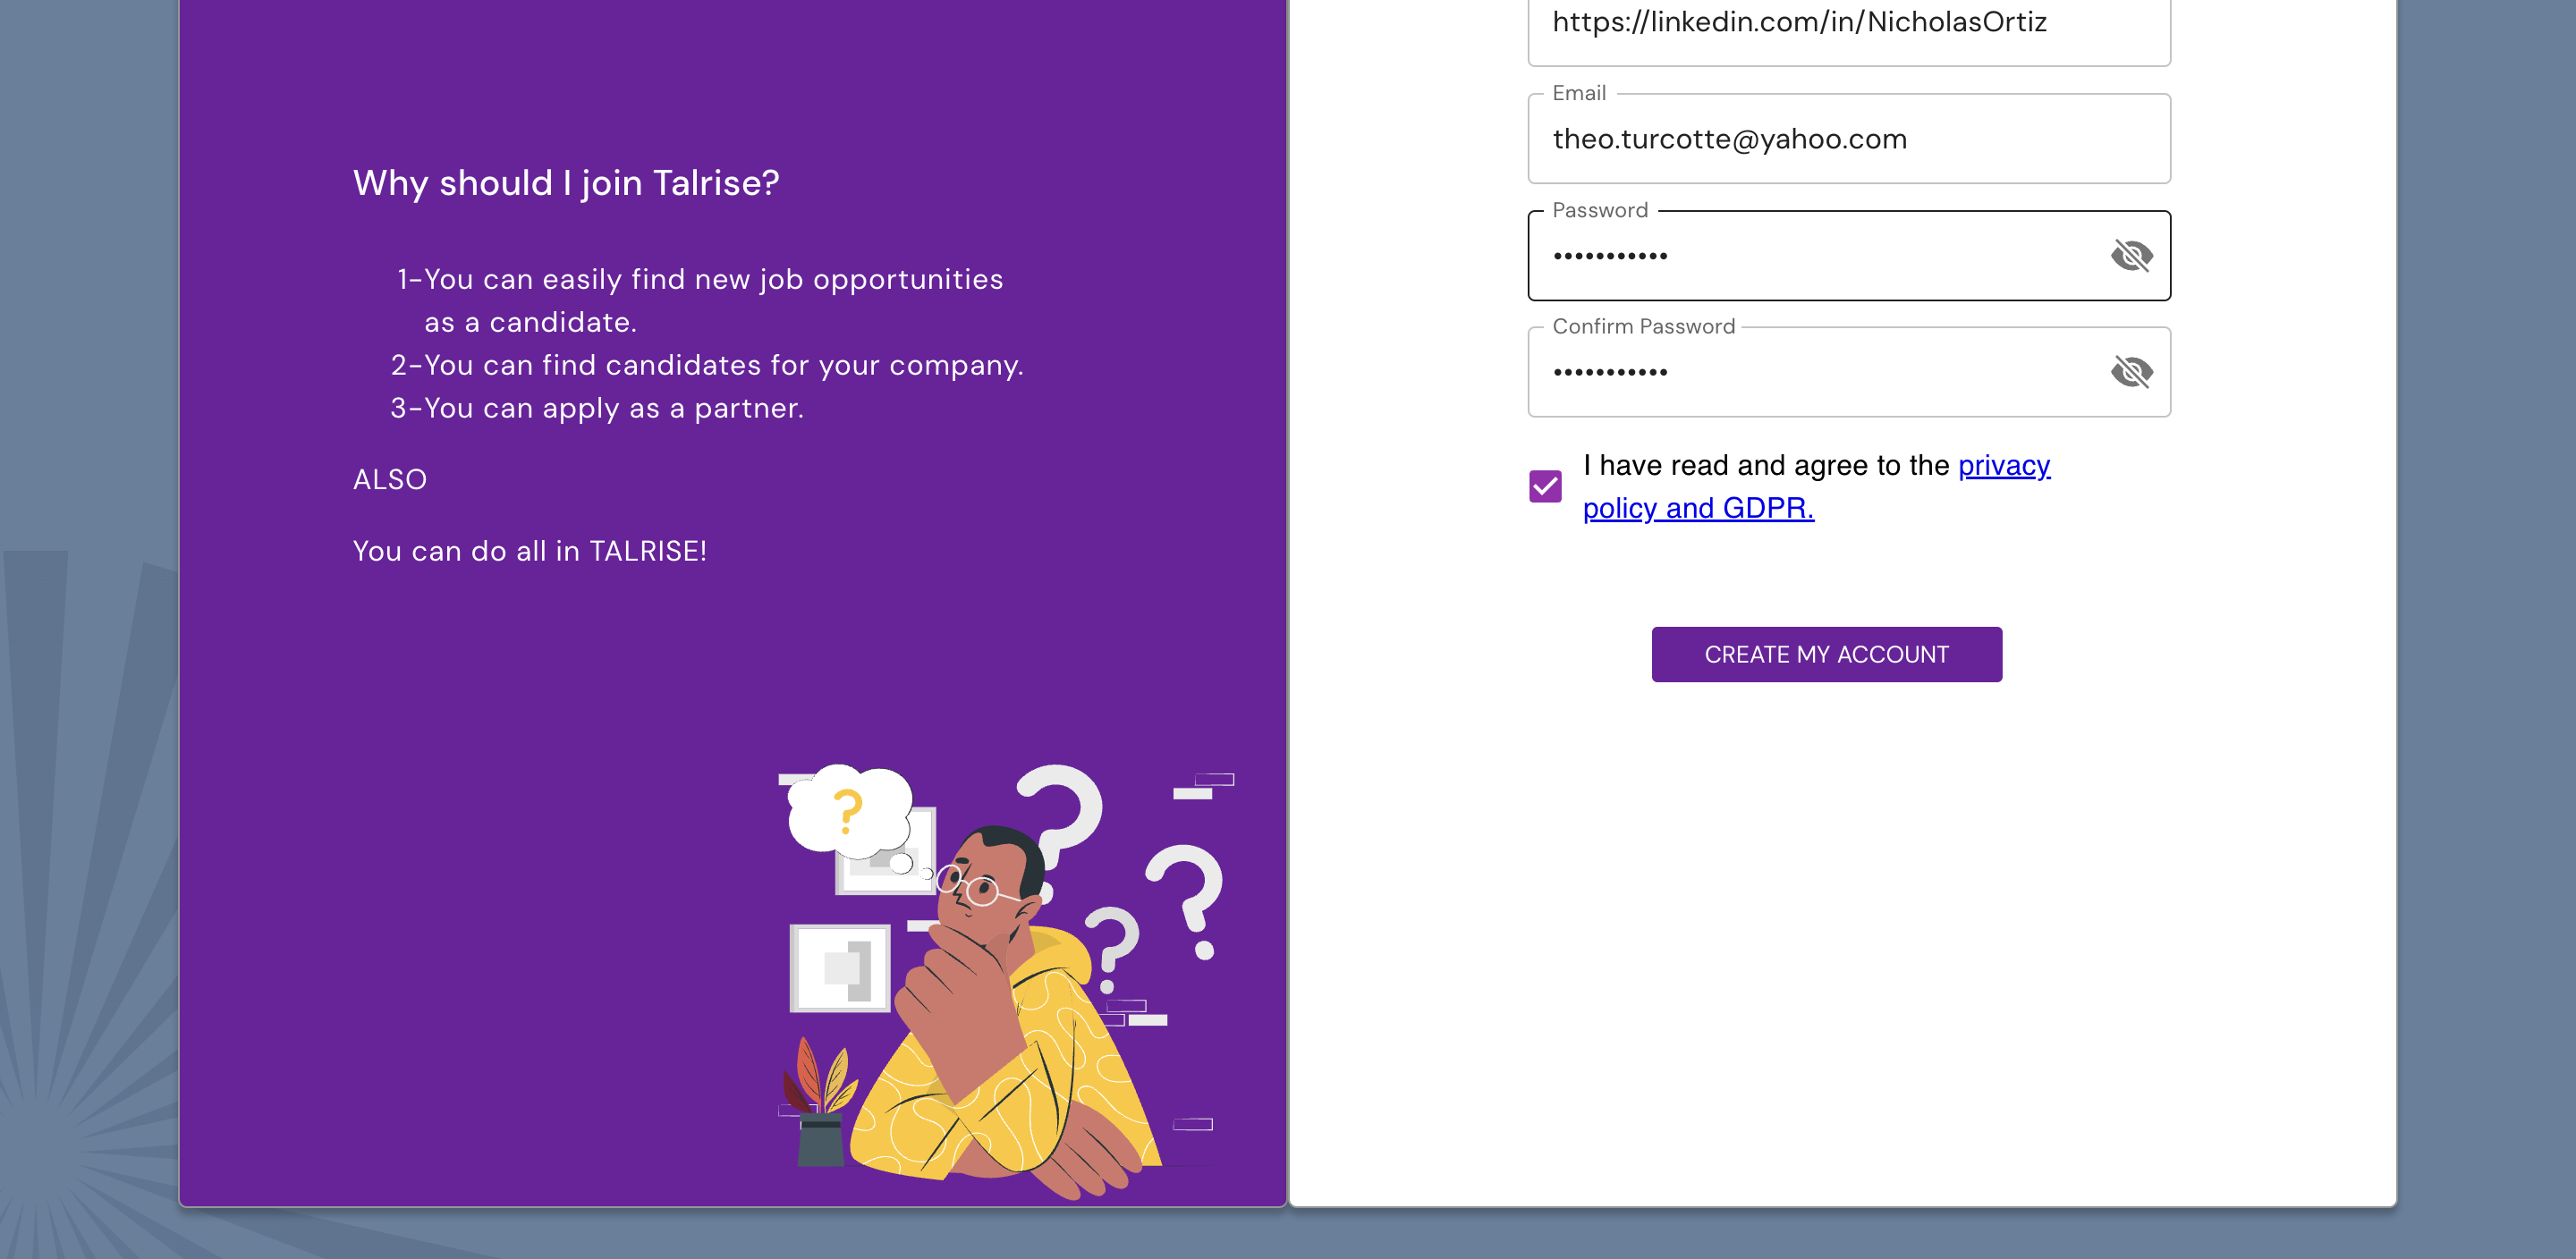 Why should I join Talrise?
1-You can easily find new job opportunities
as a candidate.
2-You can find candidates for your company.
3-You can apply as a partner.
ALSO
You can do all in TALRISE!
https://linkedin.com/in/NicholasOrtiz
Email
theo.turcotte@yahoo.com
Password
•••••••••••
Confirm Password
•••••••••••
I have read and agree to the privacy
policy and GDPR.
CREATE MY ACCOUNT